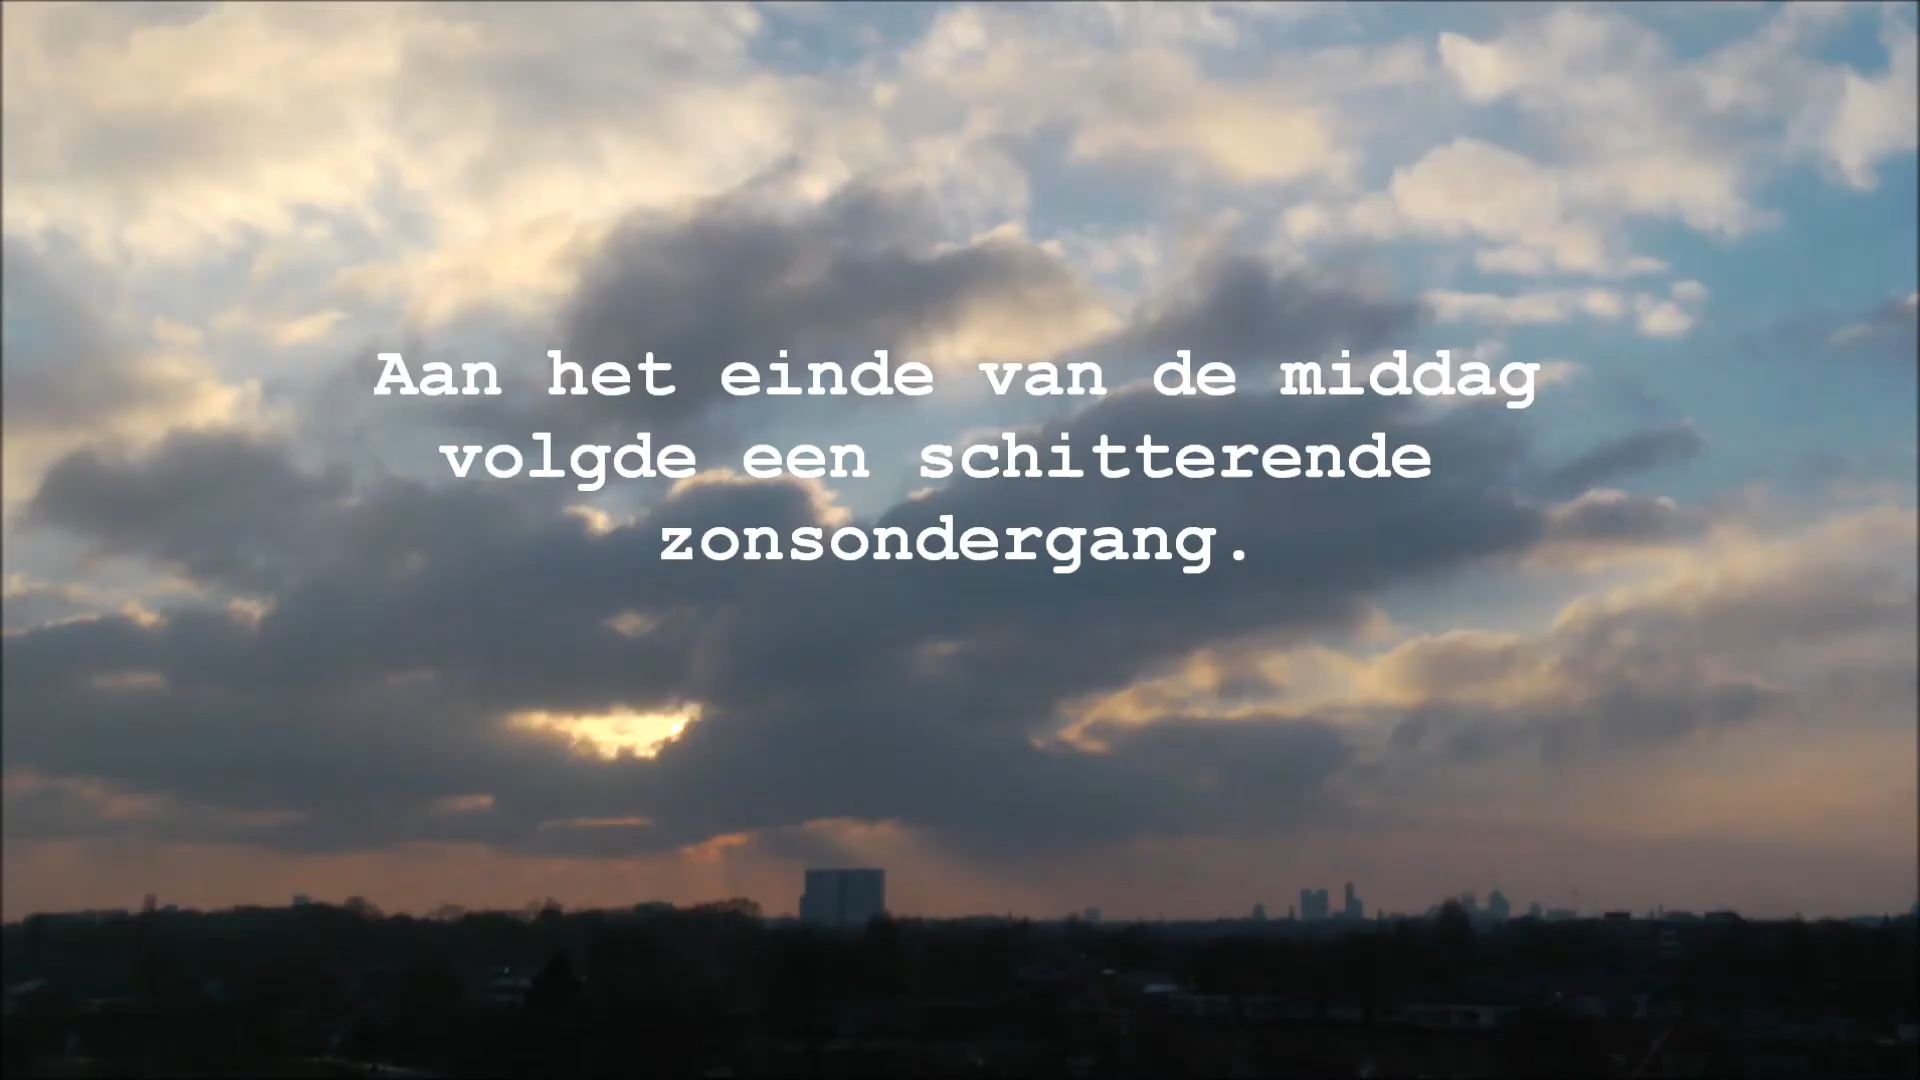 Aan het einde van de middag
volgde een schitterende
zonsondergang.